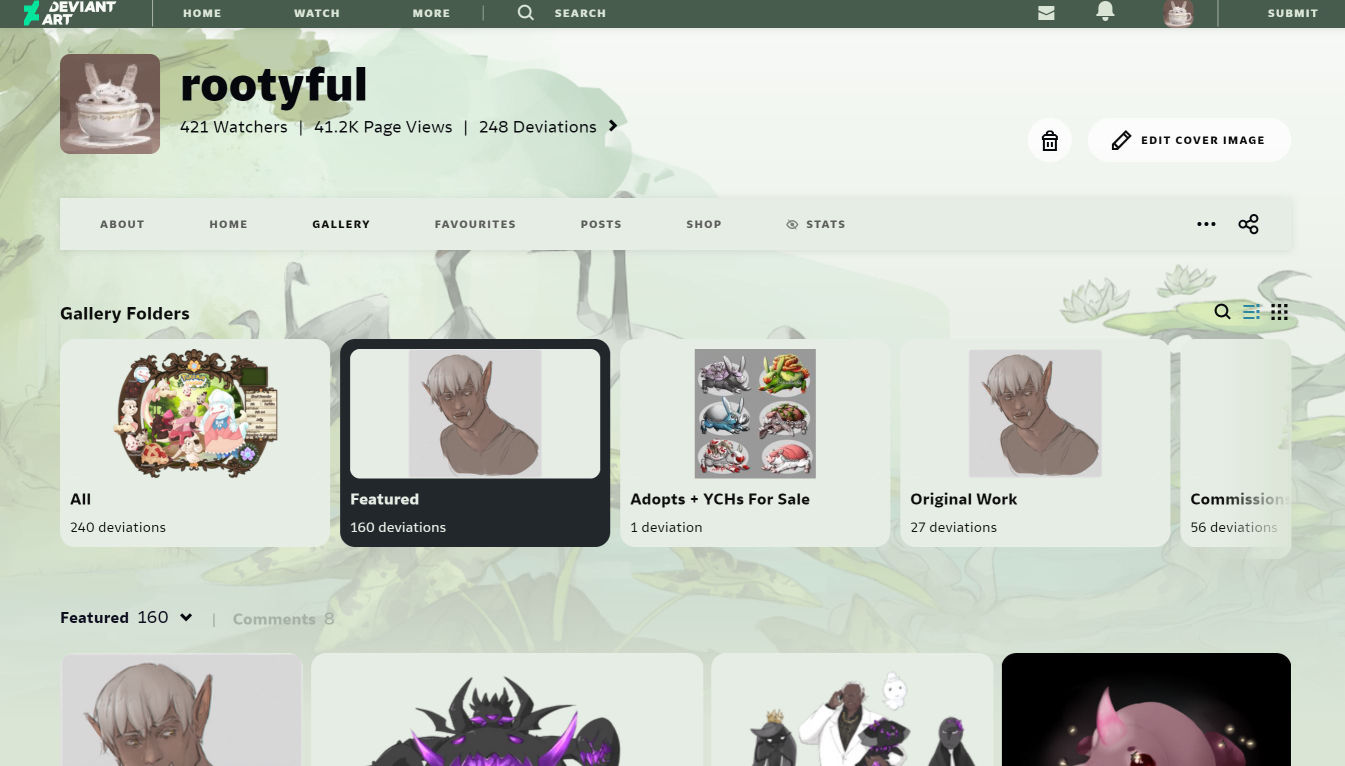 DEVIANT
ART
HOME
WATCH
MORE
SEARCH
SUBMIT
rootyful
421 Watchers | 41.2K Page Views | 248 Deviations
EDIT COVER IMAGE
ABOUT
HOME
GALLERY
FAVOURITES
POSTS
SHOP
STATS
Gallery Folders
All
240 deviations
Featured
160 deviations
Adopts + YCHs For Sale
1 deviation
Original Work
27 deviations
Commissions
56 deviations
Featured 160 | Comments 8